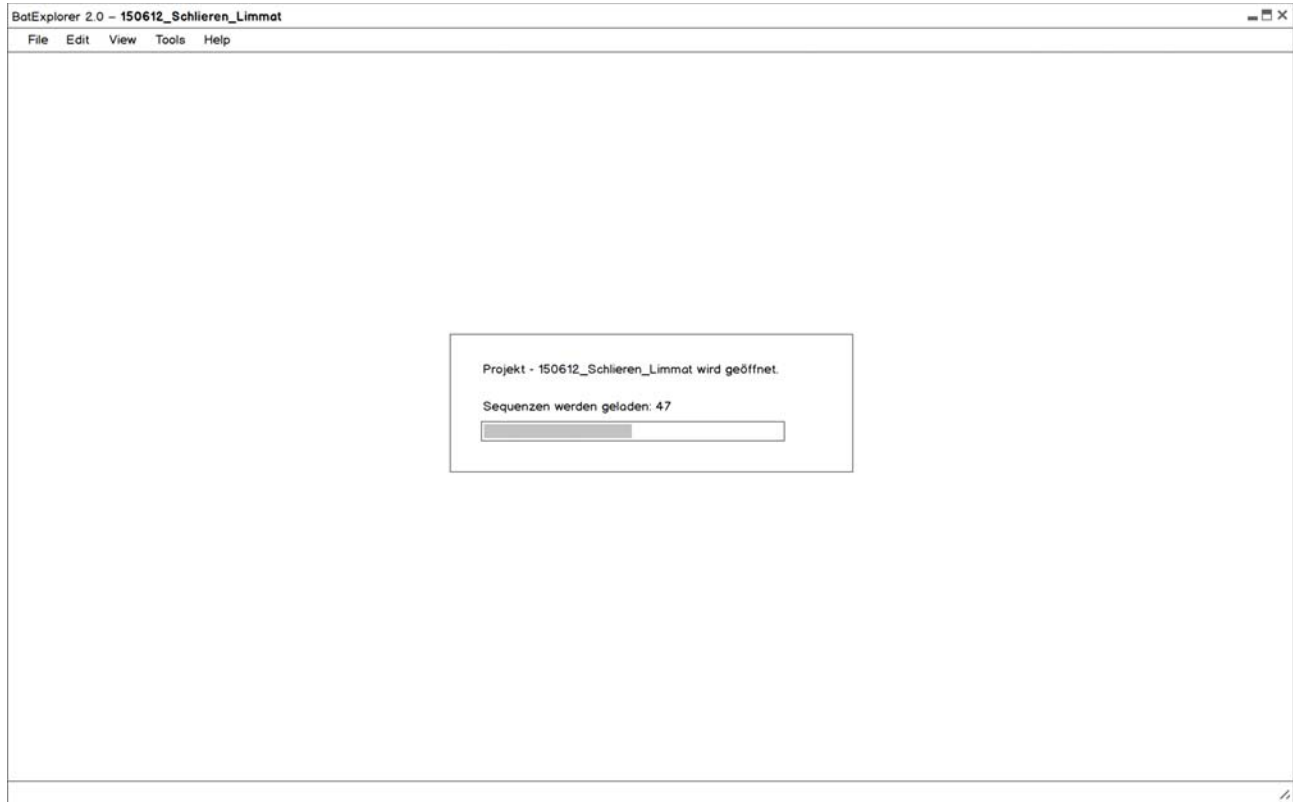 BatExplorer 2.0 – 150612_Schlieren_Limmat
File Edit View Tools Help
Projekt - 150612_Schlieren_Limmat wird geöffnet.
Sequenzen werden geladen: 47